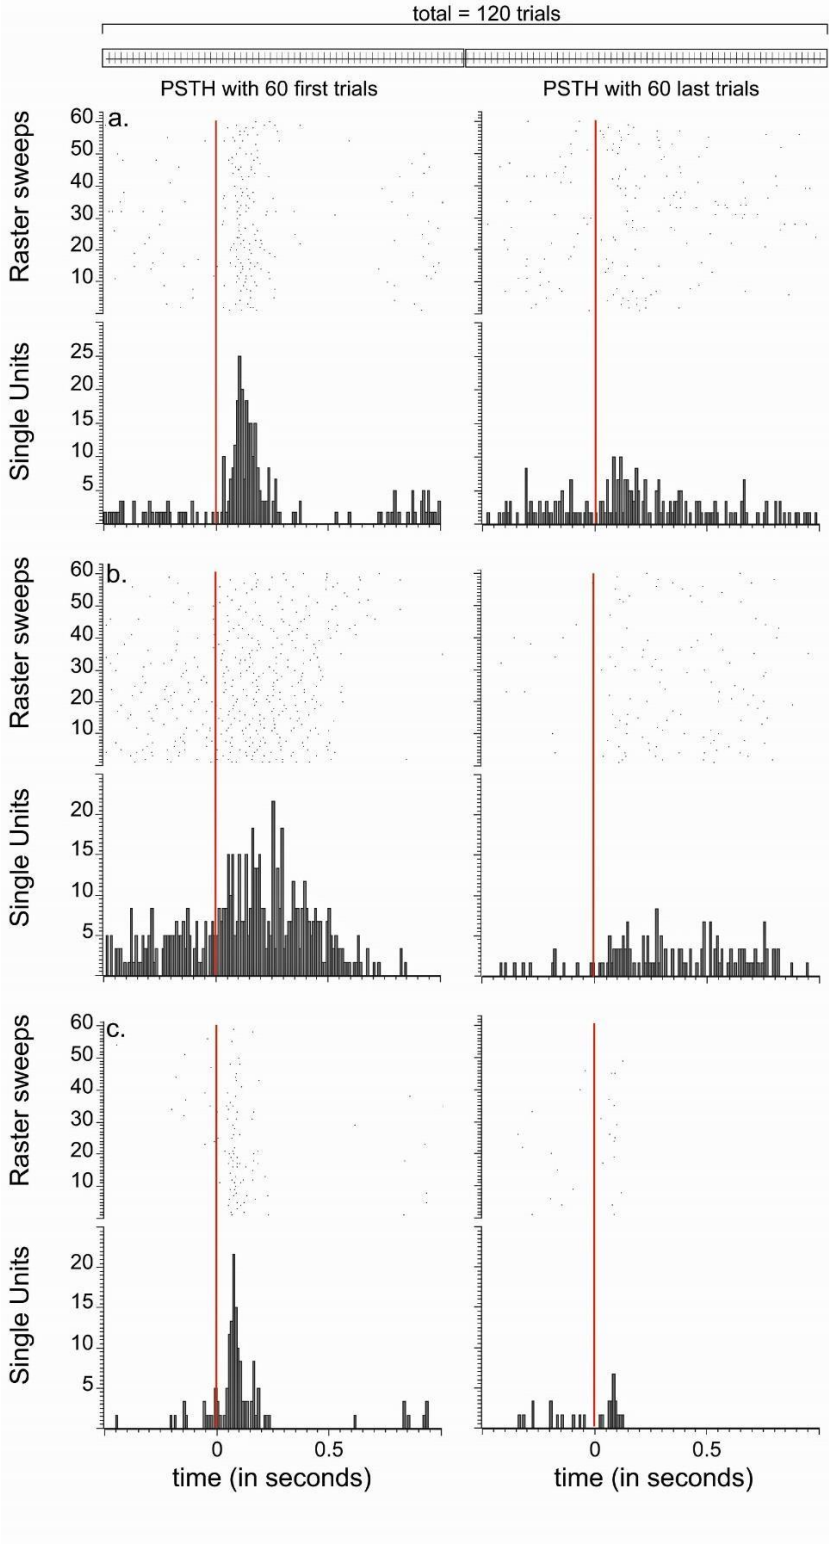 total = 120 trials
PSTH with 60 first trials PSTH with 60 last trials
a.
Raster sweeps
60
50
40
30
20
10
Single Units
25
20
15
10
5
b.
Raster sweeps
60
50
40
30
20
10
Single Units
20
15
10
5
c.
Raster sweeps
60
50
40
30
20
10
Single Units
20
15
10
5
0 0.5 0 0.5
time (in seconds) time (in seconds)